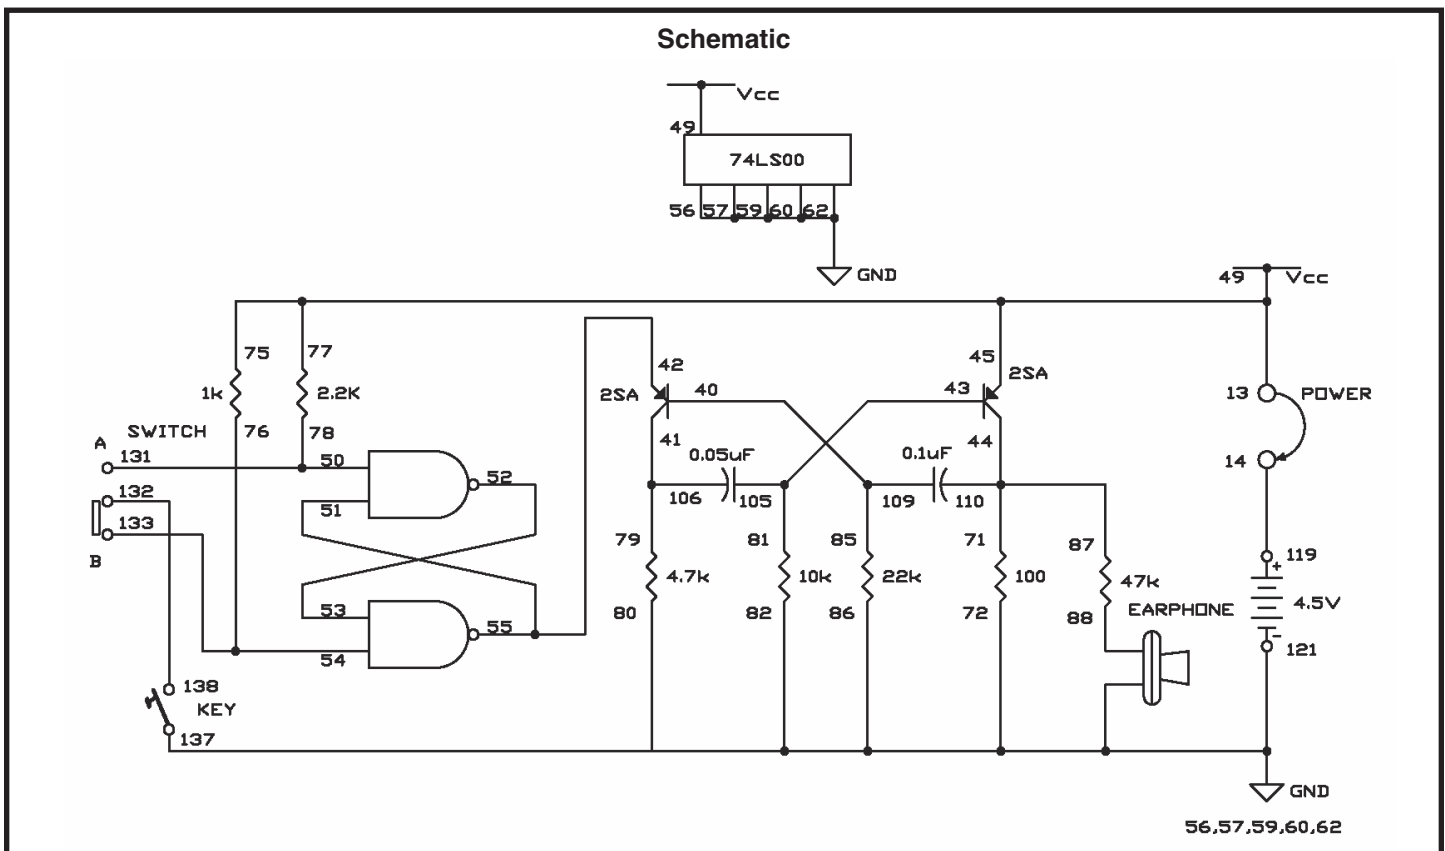 Schematic
Vcc
49
74LS00
56 57 59 60 62
GND
49 Vcc
75 77
42 45
1k 2.2K 2SA 40 43 2SA
13 POWER
A SWITCH 76 78
41 44
131 50 52
0.05uF 0.1uF
14
132 51
106 105 109 110
133
B
79 81 85 71 87
119
4.7k 10k 22k 100 47k
+
4.5V
53 55
80 82 86 72 88 EARPHONE
-
54
121
138
KEY
137
GND
56,57,59,60,62